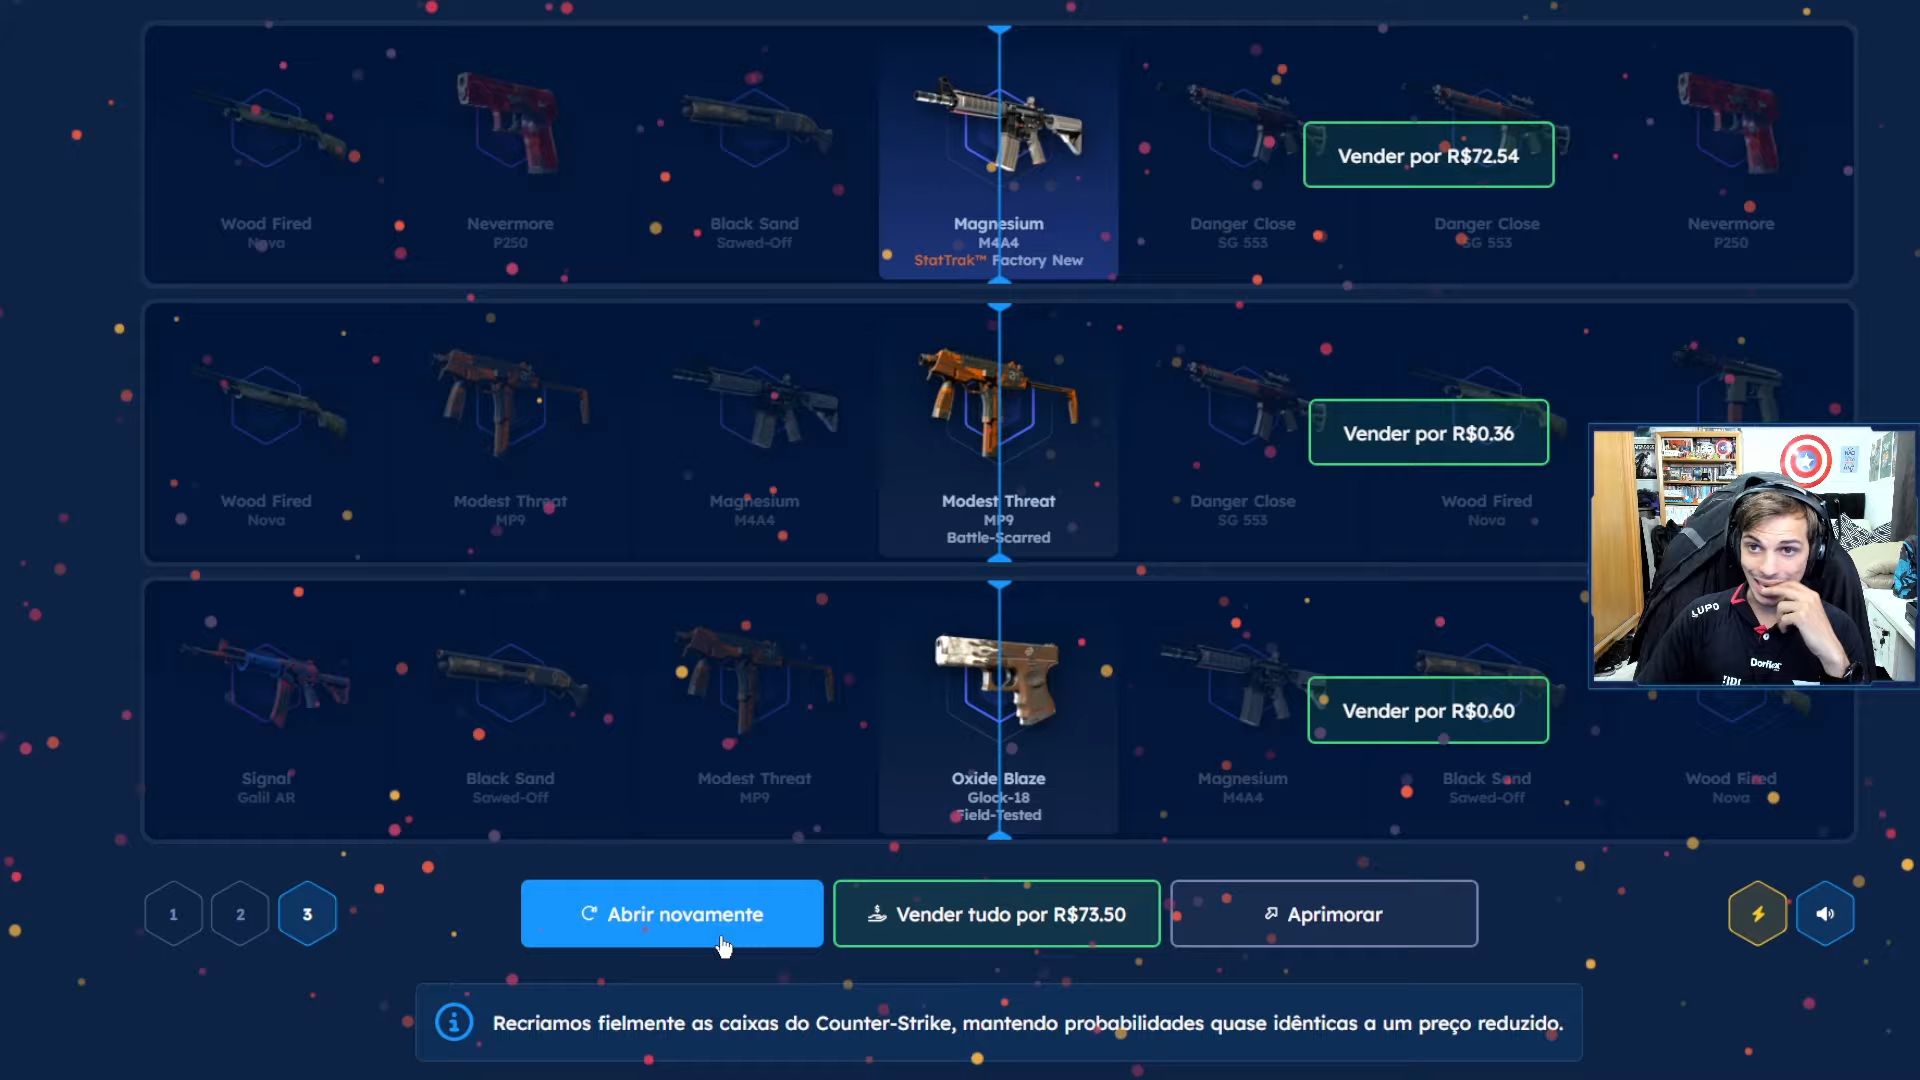 Wood Fired
Nova
Nevermore
P250
Black Sand
Sawed-Off
Magnesium
M4A4
StatTrak™ Factory New
Danger Close
SG 553
Danger Close
SG 553
Nevermore
P250
Vender por R$72.54
Wood Fired
Nova
Modest Threat
MP9
Magnesium
M4A4
Modest Threat
MP9
Battle-Scarred
Danger Close
SG 553
Wood Fired
Nova
Vender por R$0.36
Signal
Galil AR
Black Sand
Sawed-Off
Modest Threat
MP9
Oxide Blaze
Glock-18
Field-Tested
Magnesium
M4A4
Black Sand
Sawed-Off
Wood Fired
Nova
Vender por R$0.60
LUPO
Dorflex
1
2
3
Abrir novamente
Vender tudo por R$73.50
Aprimorar
Recriamos fielmente as caixas do Counter-Strike, mantendo probabilidades quase idênticas a um preço reduzido.